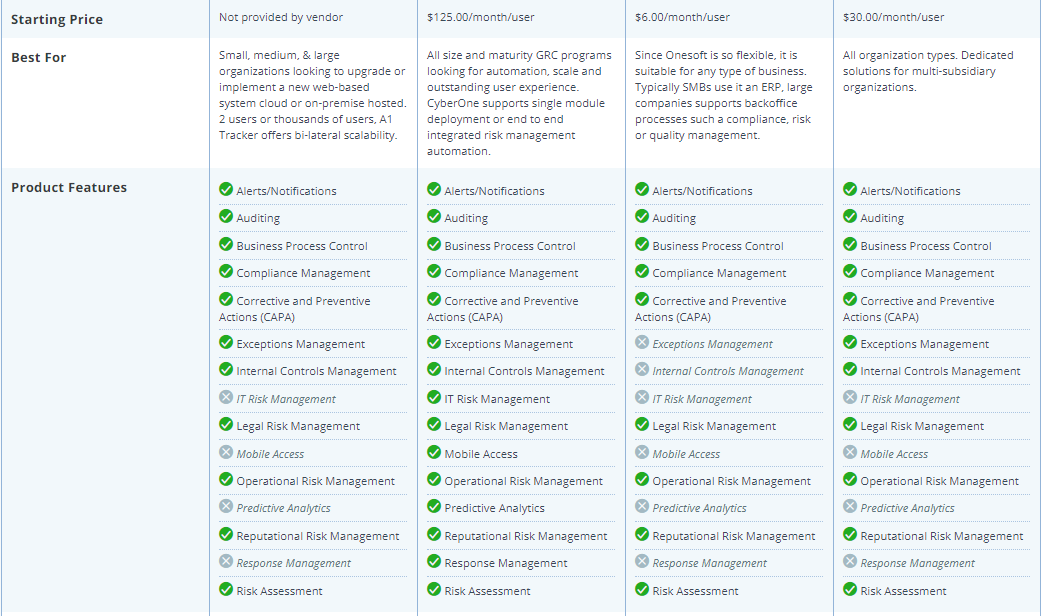 Starting Price
Not provided by vendor
$125.00/month/user
$6.00/month/user
$30.00/month/user
Best For
Small, medium, & large
organizations looking to upgrade or
implement a new web-based
system cloud or on-premise hosted.
2 users or thousands of users, A1
Tracker offers bi-lateral scalability.
All size and maturity GRC programs
looking for automation, scale and
outstanding user experience.
CyberOne supports single module
deployment or end to end
integrated risk management
automation.
Since Onesoft is so flexible, it is
suitable for any type of business.
Typically SMBs use it an ERP, large
companies supports backoffice
processes such a compliance, risk
or quality management.
All organization types. Dedicated
solutions for multi-subsidiary
organizations.
Product Features
Alerts/Notifications
Auditing
Business Process Control
Compliance Management
Corrective and Preventive
Actions (CAPA)
Exceptions Management
Internal Controls Management
IT Risk Management
Legal Risk Management
Mobile Access
Operational Risk Management
Predictive Analytics
Reputational Risk Management
Response Management
Risk Assessment
Alerts/Notifications
Auditing
Business Process Control
Compliance Management
Corrective and Preventive
Actions (CAPA)
Exceptions Management
Internal Controls Management
IT Risk Management
Legal Risk Management
Mobile Access
Operational Risk Management
Predictive Analytics
Reputational Risk Management
Response Management
Risk Assessment
Alerts/Notifications
Auditing
Business Process Control
Compliance Management
Corrective and Preventive
Actions (CAPA)
Exceptions Management
Internal Controls Management
IT Risk Management
Legal Risk Management
Mobile Access
Operational Risk Management
Predictive Analytics
Reputational Risk Management
Response Management
Risk Assessment
Alerts/Notifications
Auditing
Business Process Control
Compliance Management
Corrective and Preventive
Actions (CAPA)
Exceptions Management
Internal Controls Management
IT Risk Management
Legal Risk Management
Mobile Access
Operational Risk Management
Predictive Analytics
Reputational Risk Management
Response Management
Risk Assessment